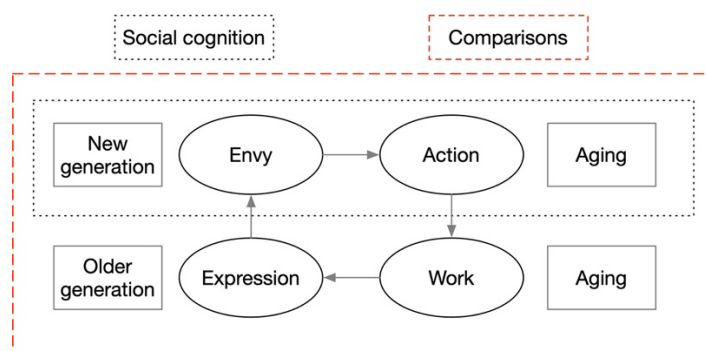 Social cognition
Comparisons
New
generation
Envy
Action
Aging
Older
generation
Expression
Work
Aging